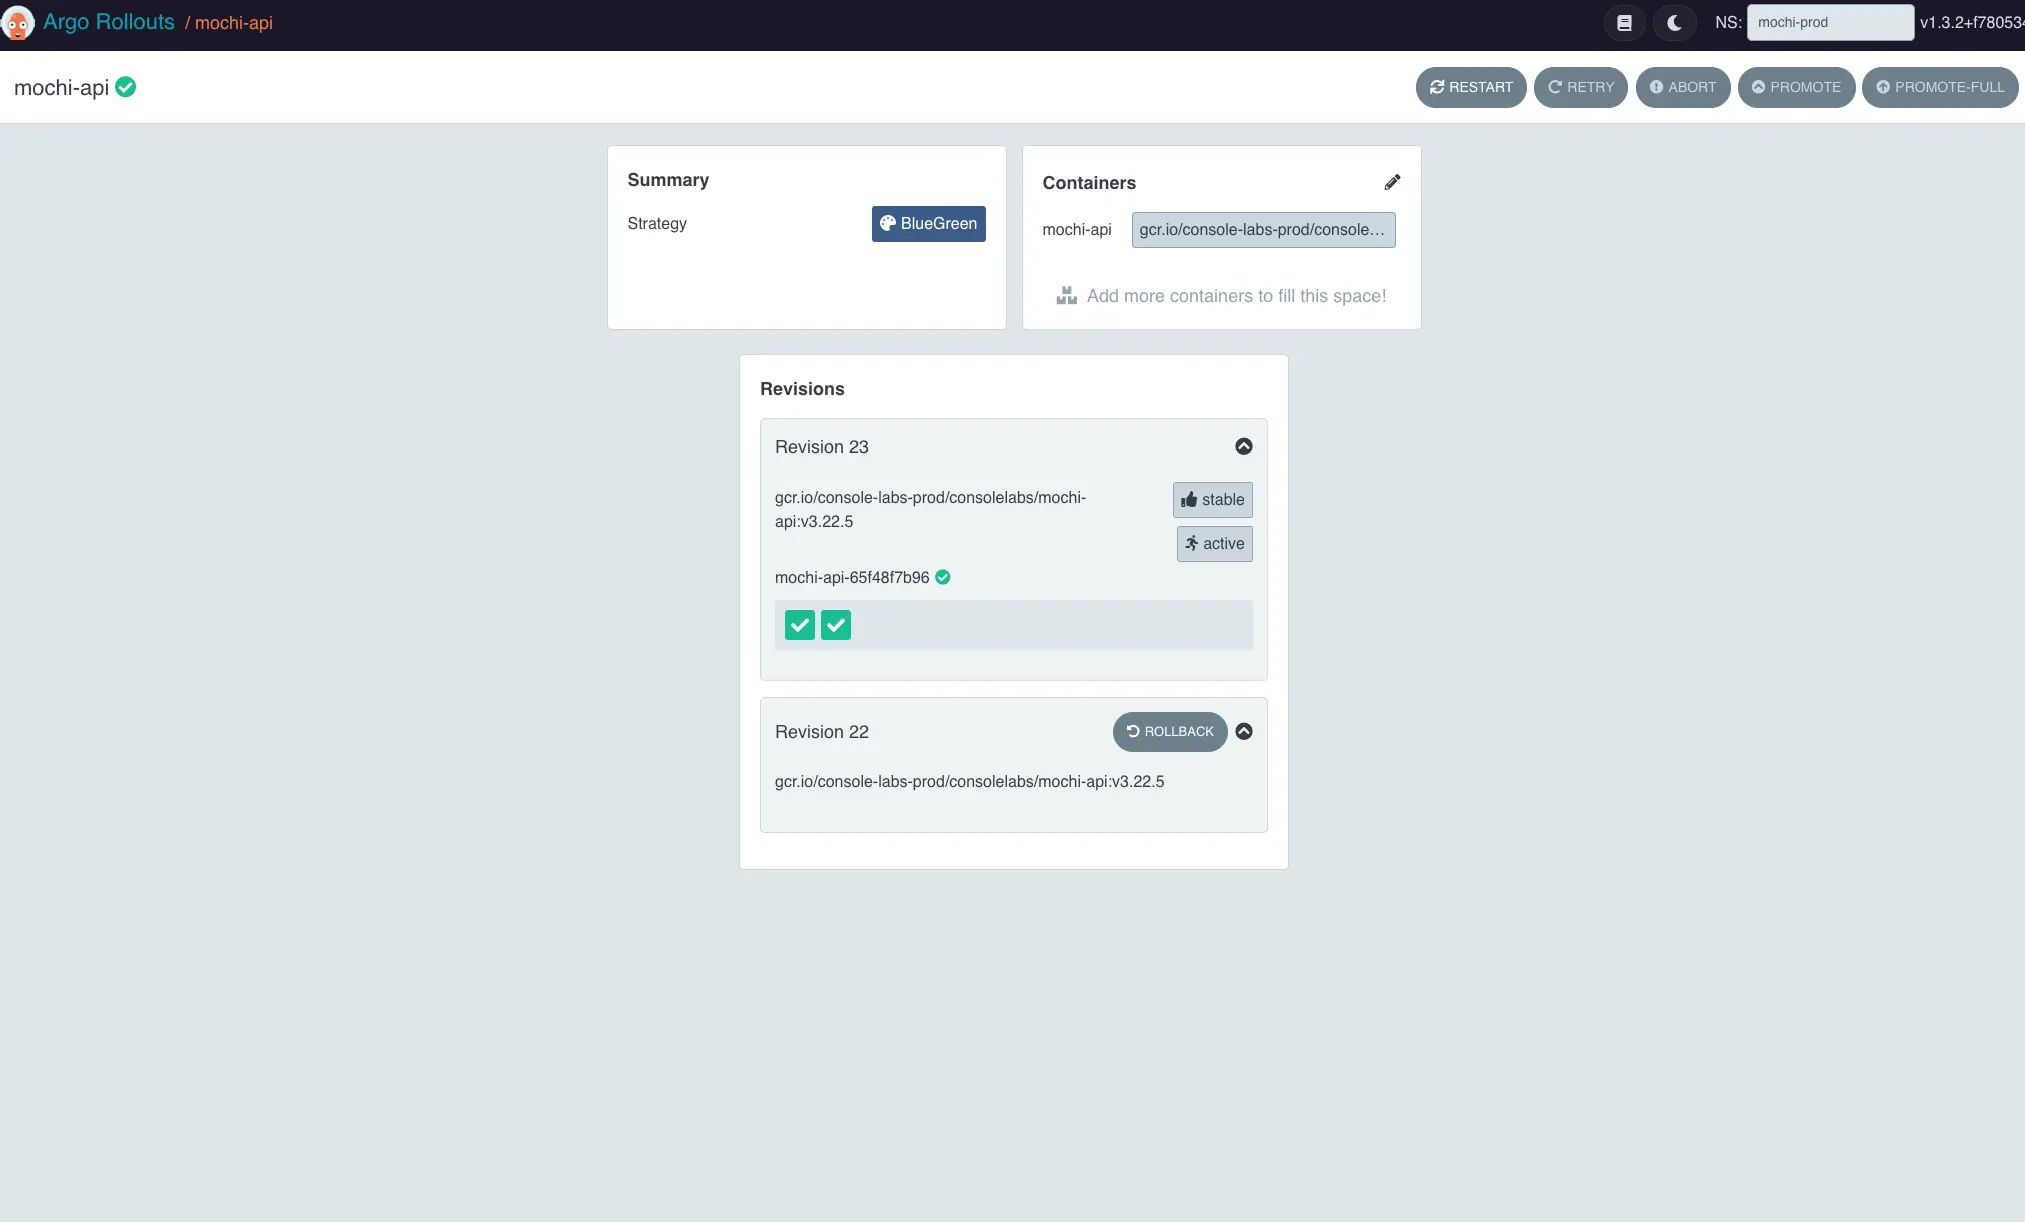 Argo Rollouts / mochi-api
NS: mochi-prod v1.3.2+f78053
mochi-api
RESTART RETRY ABORT PROMOTE PROMOTE-FULL
Summary
Strategy BlueGreen
Containers
mochi-api gcr.io/console-labs-prod/console...
Add more containers to fill this space!
Revisions
Revision 23
gcr.io/console-labs-prod/consolelabs/mochi-
api:v3.22.5
stable
active
mochi-api-65f48f7b96
Revision 22 ROLLBACK
gcr.io/console-labs-prod/consolelabs/mochi-api:v3.22.5